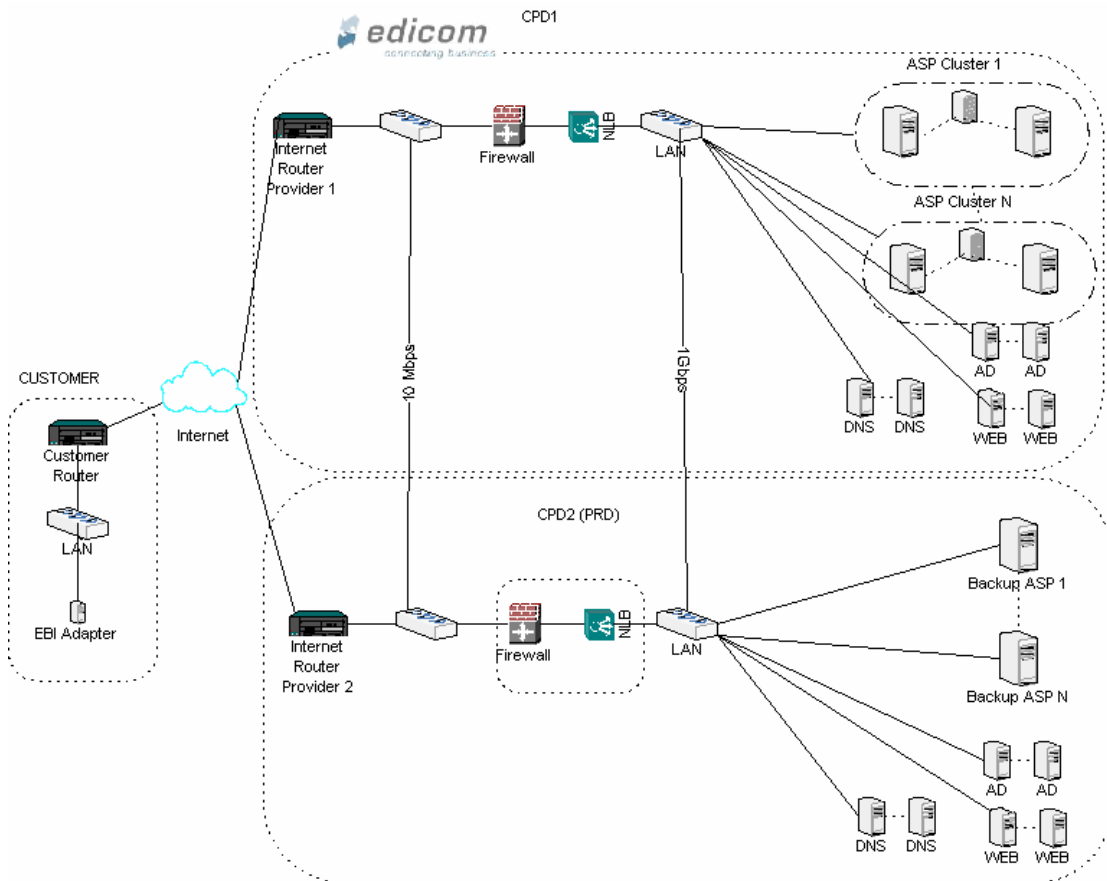 CPD1
edicom
connecting business
ASP Cluster 1
Internet
Router
Provider 1
Firewall
NLB
LAN
ASP Cluster N
AD
AD
DNS
DNS
WEB
WEB
10 Mbps
1Gbps
CUSTOMER
Customer
Router
LAN
EBI Adapter
Internet
CPD2 (PRD)
Internet
Router
Provider 2
Firewall
NLB
LAN
Backup ASP 1
Backup ASP N
AD
AD
DNS
DNS
WEB
WEB